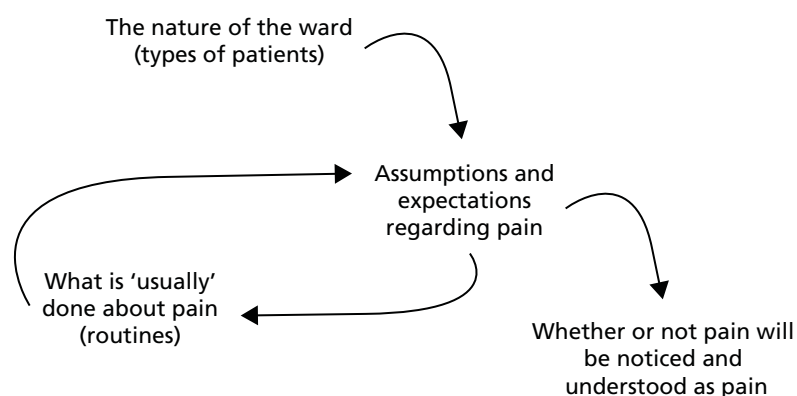 The nature of the ward
(types of patients)
Assumptions and
expectations
regarding pain
What is ‘usually’
done about pain
(routines)
Whether or not pain will
be noticed and
understood as pain